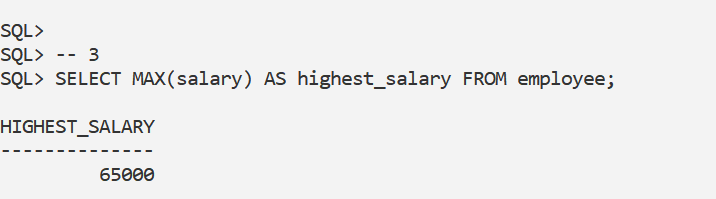 SQL>
SQL> -- 3
SQL> SELECT MAX(salary) AS highest_salary FROM employee;
HIGHEST_SALARY
--------------
65000